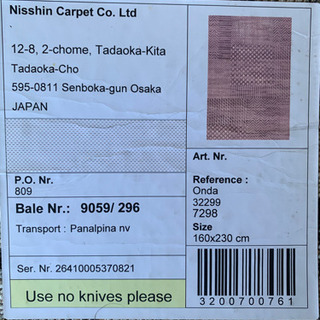 Nisshin Carpet Co. Ltd
12-8, 2-chome, Tadaoka-Kita
Tadaoka-Cho
595-0811 Senboka-gun Osaka
JAPAN
Art. Nr.
P.O. Nr.
809
Reference :
Onda
32299
7298
Size
160x230 cm
Bale Nr.: 9059/ 296
Transport : Panalpina nv
Ser. Nr. 26410005370821
Use no knives please
3200700761